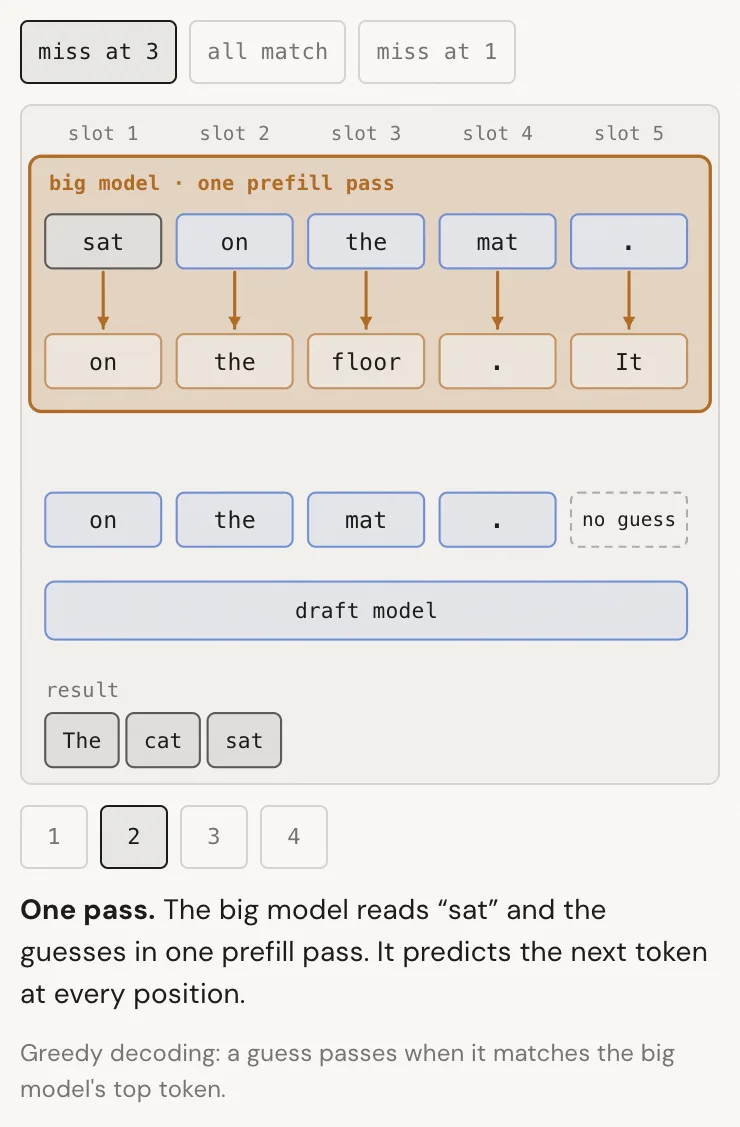 miss at 3 all match miss at 1
slot 1 slot 2 slot 3 slot 4 slot 5
big model · one prefill pass
sat on the mat .
on the floor . It
on the mat . no guess
draft model
result
The cat sat
1 2 3 4
One pass. The big model reads “sat” and the
guesses in one prefill pass. It predicts the next token
at every position.
Greedy decoding: a guess passes when it matches the big
model's top token.